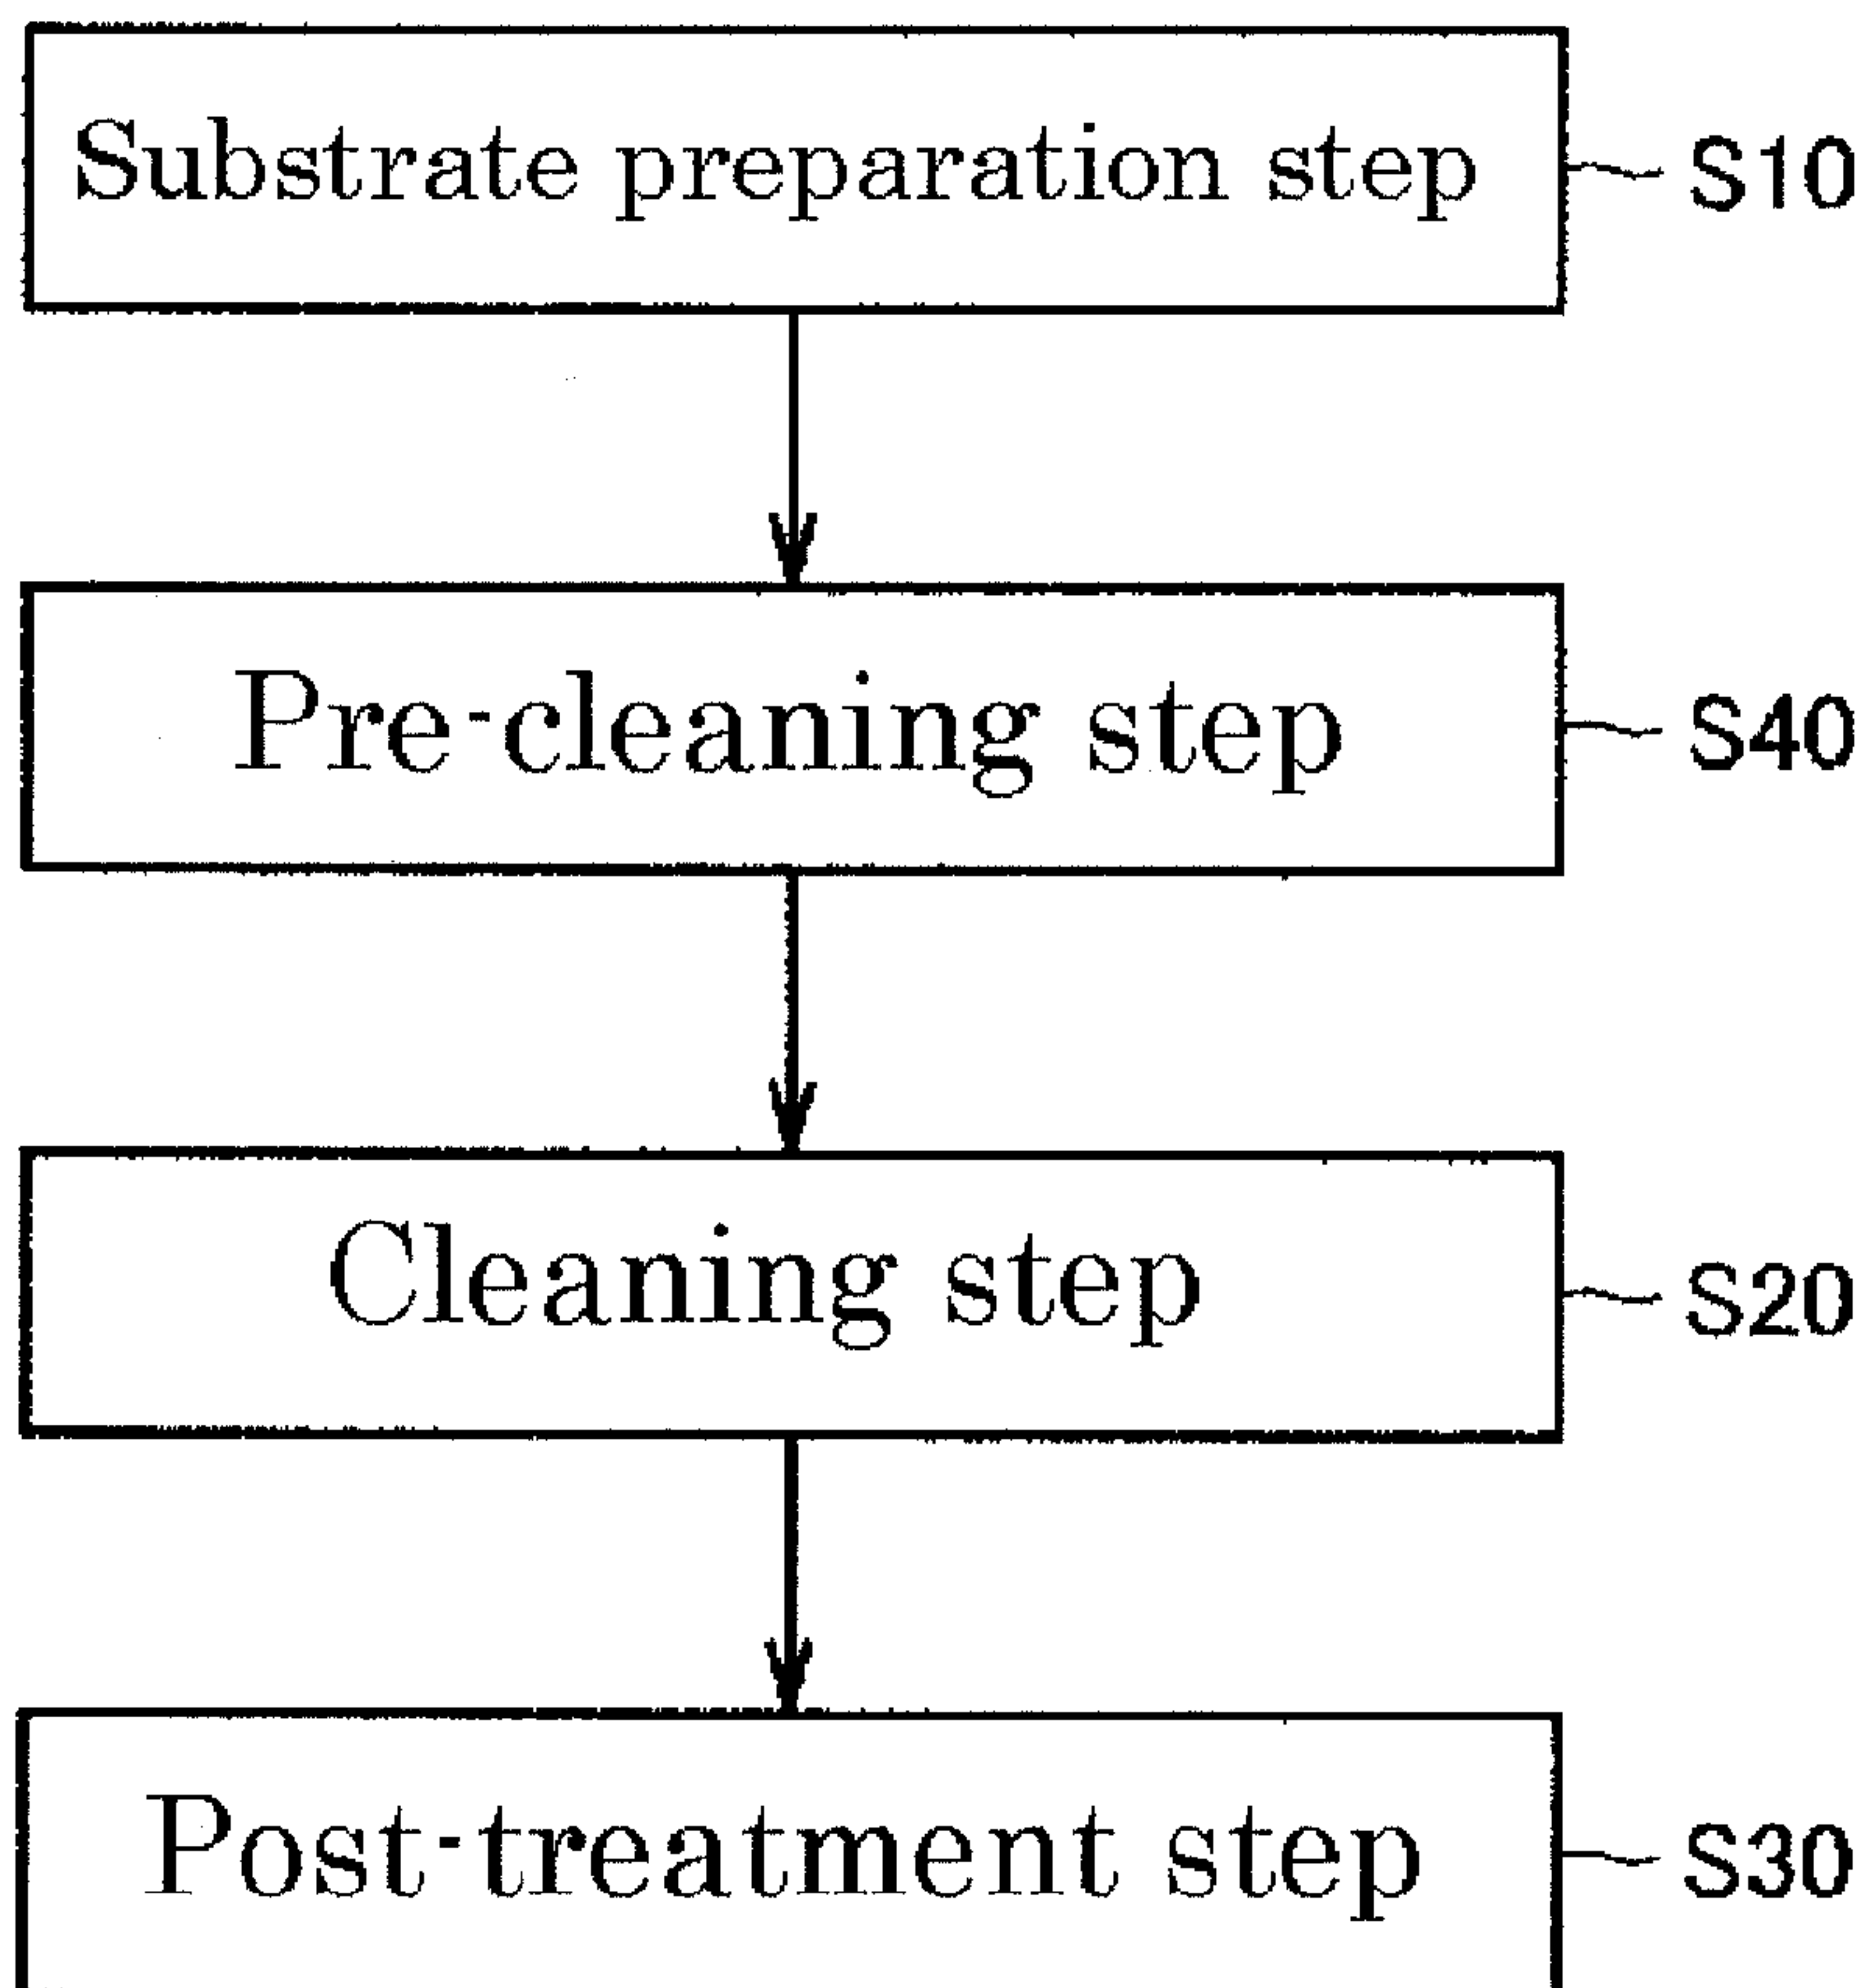 Substrate preparation step S10
Pre-cleaning step S40
Cleaning step S20
Post-treatment step S30